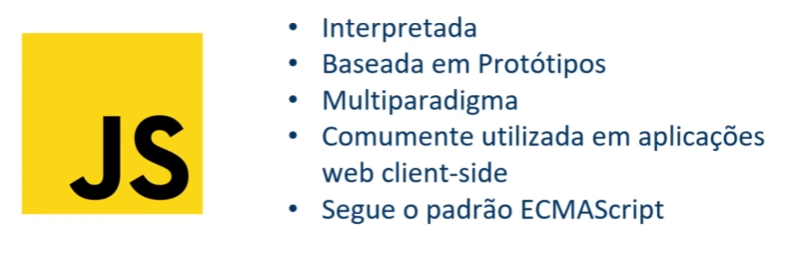 JS
• Interpretada
• Baseada em Protótipos
• Multiparadigma
• Comumente utilizada em aplicações
web client-side
• Segue o padrão ECMAScript